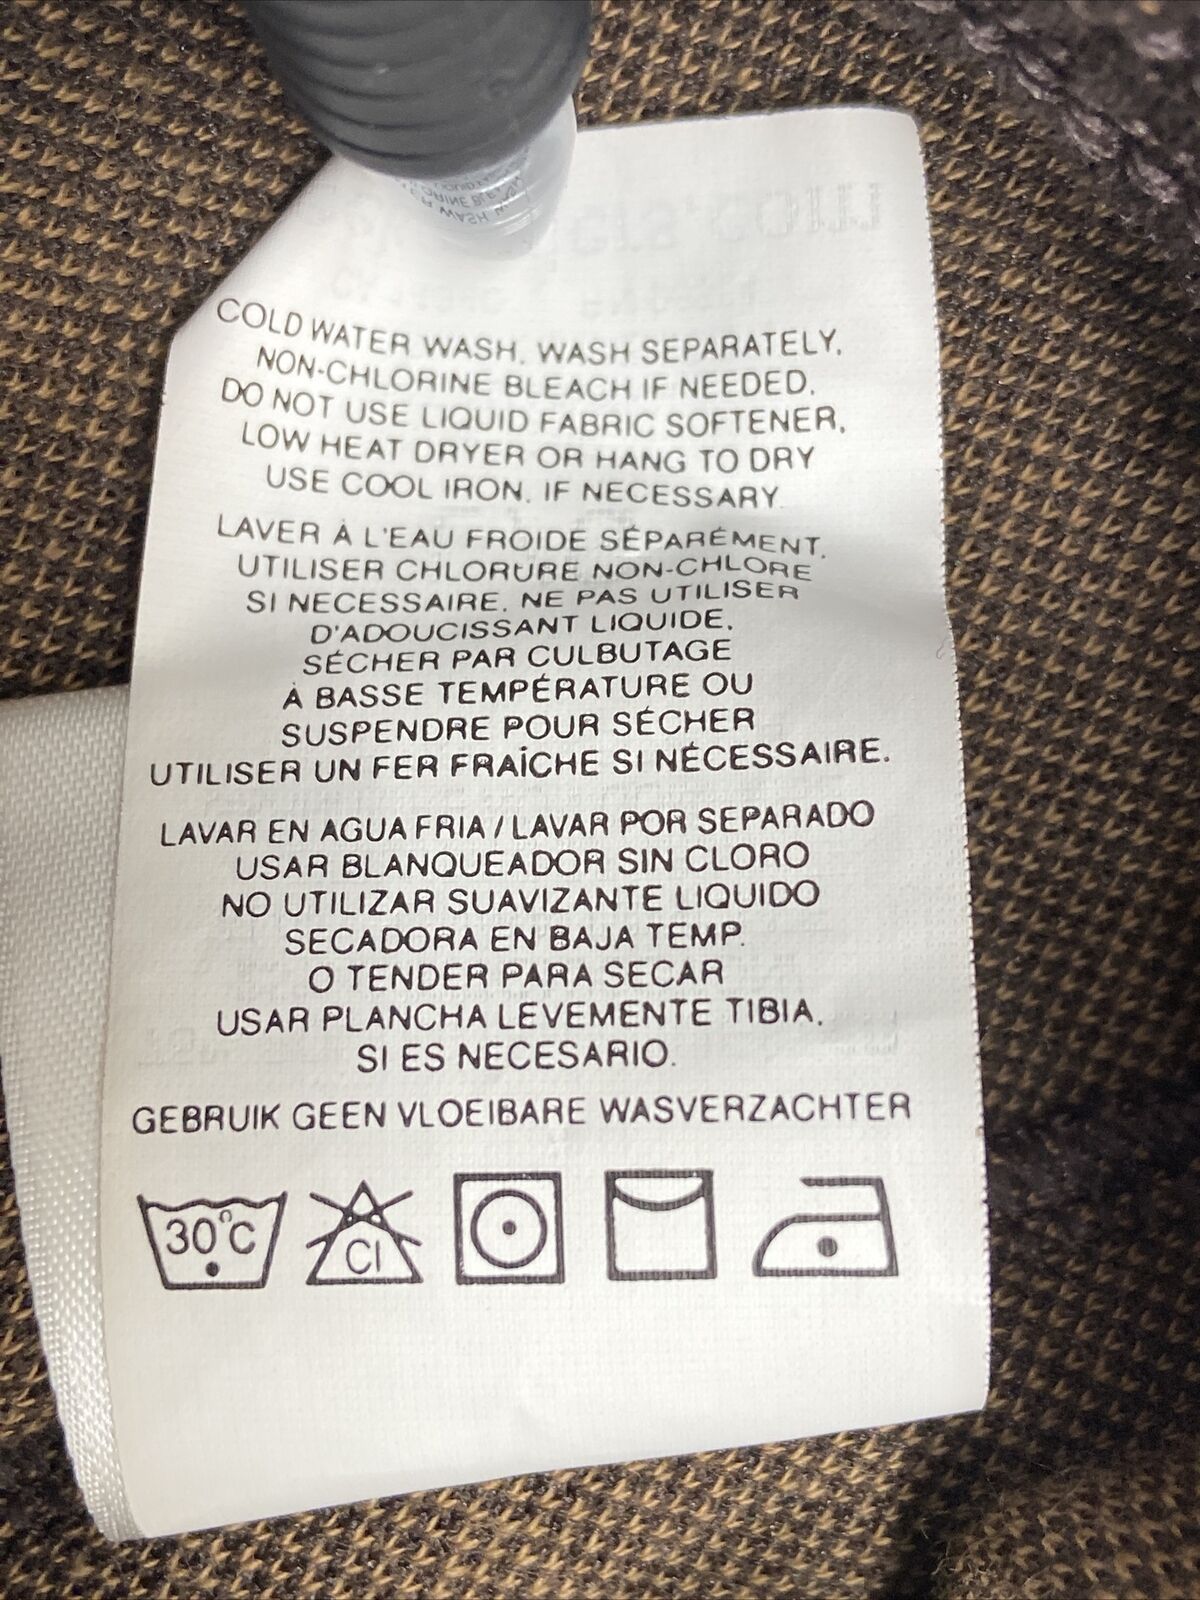 COLD WATER WASH. WASH SEPARATELY,
NON-CHLORINE BLEACH IF NEEDED.
DO NOT USE LIQUID FABRIC SOFTENER,
LOW HEAT DRYER OR HANG TO DRY
USE COOL IRON. IF NECESSARY
LAVER À L'EAU FROIDE SÉPARÉMENT.
UTILISER CHLORURE NON-CHLORE
SI NECESSAIRE. NE PAS UTILISER
D'ADOUCISSANT LIQUIDE.
SÉCHER PAR CULBUTAGE
À BASSE TEMPÉRATURE OU
SUSPENDRE POUR SÉCHER
UTILISER UN FER FRAÎCHE SI NÉCESSAIRE.
LAVAR EN AGUA FRIA / LAVAR POR SEPARADO
USAR BLANQUEADOR SIN CLORO
NO UTILIZAR SUAVIZANTE LIQUIDO
SECADORA EN BAJA TEMP.
O TENDER PARA SECAR
USAR PLANCHA LEVEMENTE TIBIA.
SI ES NECESARIO.
GEBRUIK GEEN VLOEIBARE WASVERZACHTER
30°C Cl